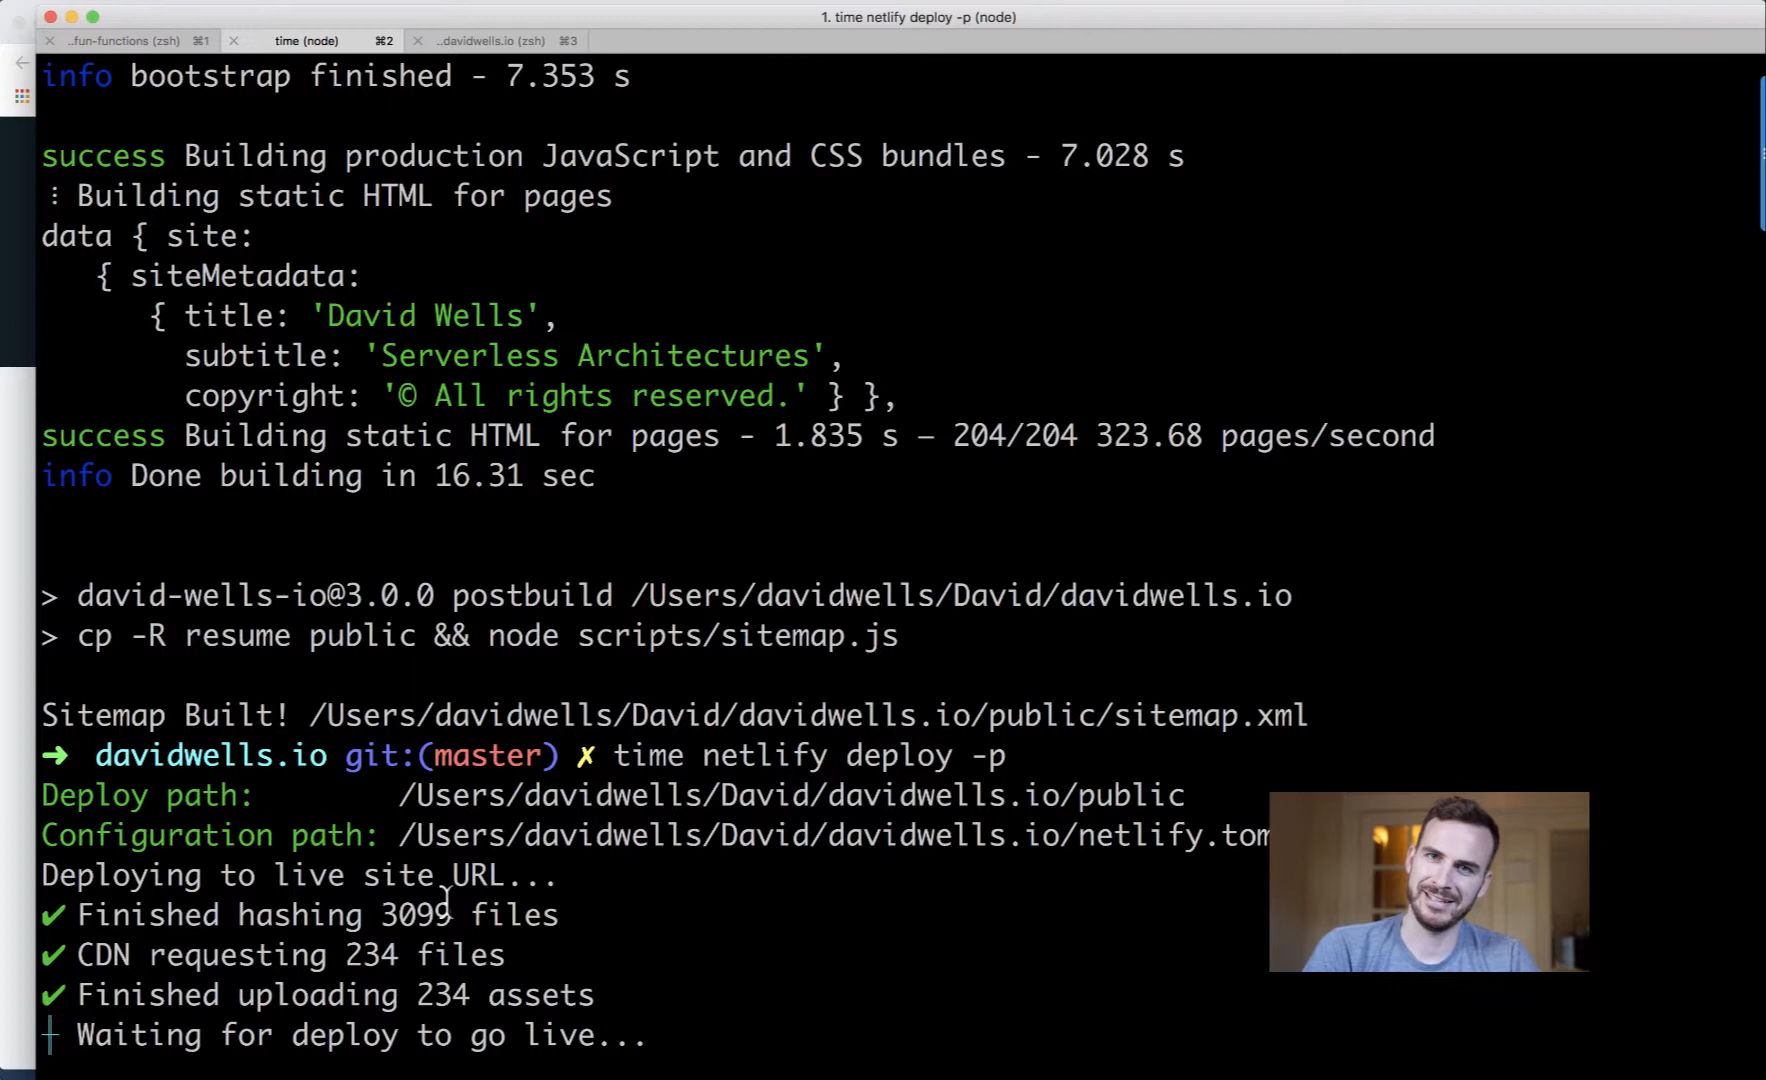 1. time netlify deploy -p (node)
..fun-functions (zsh) ⌘1 time (node) ⌘2 ..davidwells.io (zsh) ⌘3
info bootstrap finished - 7.353 s
success Building production JavaScript and CSS bundles - 7.028 s
⁝ Building static HTML for pages
data { site:
{ siteMetadata:
{ title: 'David Wells',
subtitle: 'Serverless Architectures',
copyright: '© All rights reserved.' } },
success Building static HTML for pages - 1.835 s — 204/204 323.68 pages/second
info Done building in 16.31 sec
> david-wells-io@3.0.0 postbuild /Users/davidwells/David/davidwells.io
> cp -R resume public && node scripts/sitemap.js
Sitemap Built! /Users/davidwells/David/davidwells.io/public/sitemap.xml
➜ davidwells.io git:(master) ✗ time netlify deploy -p
Deploy path: /Users/davidwells/David/davidwells.io/public
Configuration path: /Users/davidwells/David/davidwells.io/netlify.tom
Deploying to live site URL...
✔ Finished hashing 3099 files
✔ CDN requesting 234 files
✔ Finished uploading 234 assets
┼ Waiting for deploy to go live...